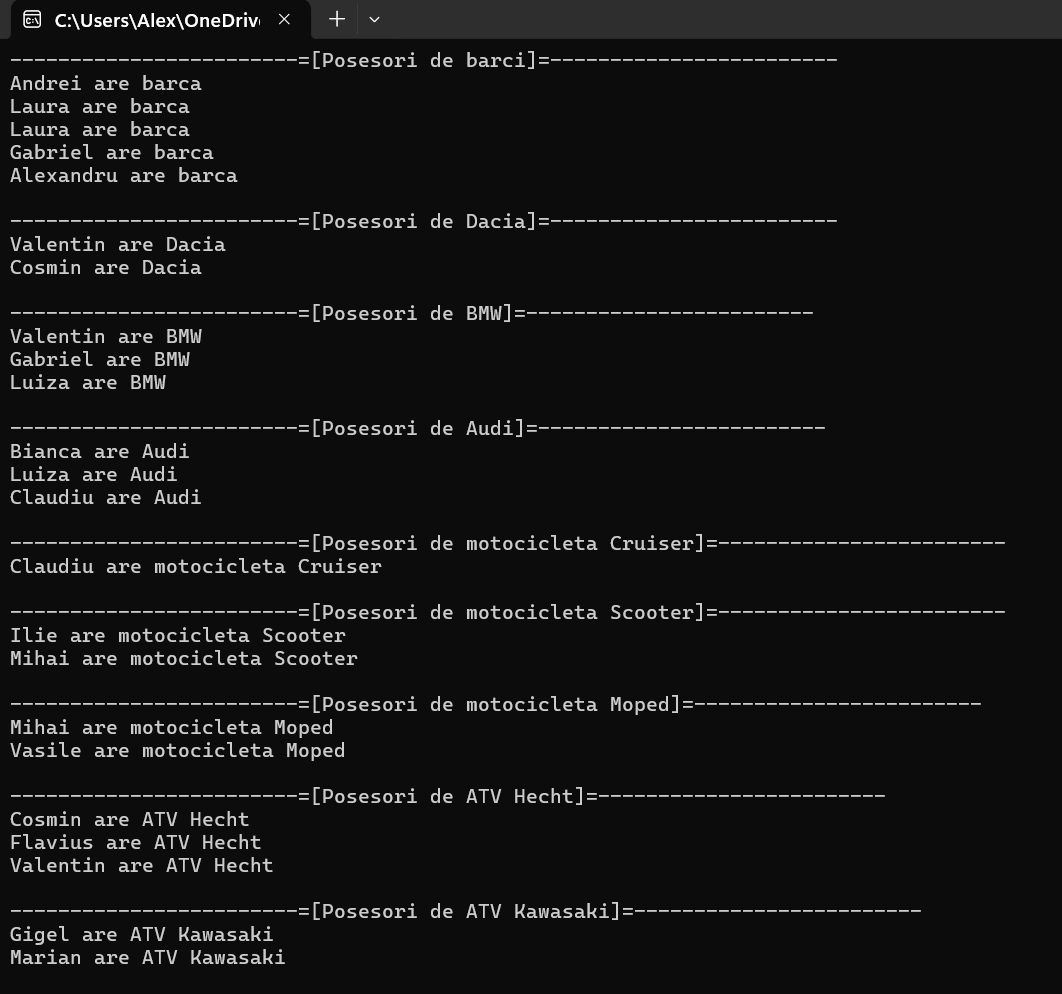 C:\Users\Alex\OneDriv
------------------------=[Posesori de barci]=------------------------
Andrei are barca
Laura are barca
Laura are barca
Gabriel are barca
Alexandru are barca
------------------------=[Posesori de Dacia]=------------------------
Valentin are Dacia
Cosmin are Dacia
------------------------=[Posesori de BMW]=------------------------
Valentin are BMW
Gabriel are BMW
Luiza are BMW
------------------------=[Posesori de Audi]=------------------------
Bianca are Audi
Luiza are Audi
Claudiu are Audi
------------------------=[Posesori de motocicleta Cruiser]=------------------------
Claudiu are motocicleta Cruiser
------------------------=[Posesori de motocicleta Scooter]=------------------------
Ilie are motocicleta Scooter
Mihai are motocicleta Scooter
------------------------=[Posesori de motocicleta Moped]=------------------------
Mihai are motocicleta Moped
Vasile are motocicleta Moped
------------------------=[Posesori de ATV Hecht]=------------------------
Cosmin are ATV Hecht
Flavius are ATV Hecht
Valentin are ATV Hecht
------------------------=[Posesori de ATV Kawasaki]=------------------------
Gigel are ATV Kawasaki
Marian are ATV Kawasaki